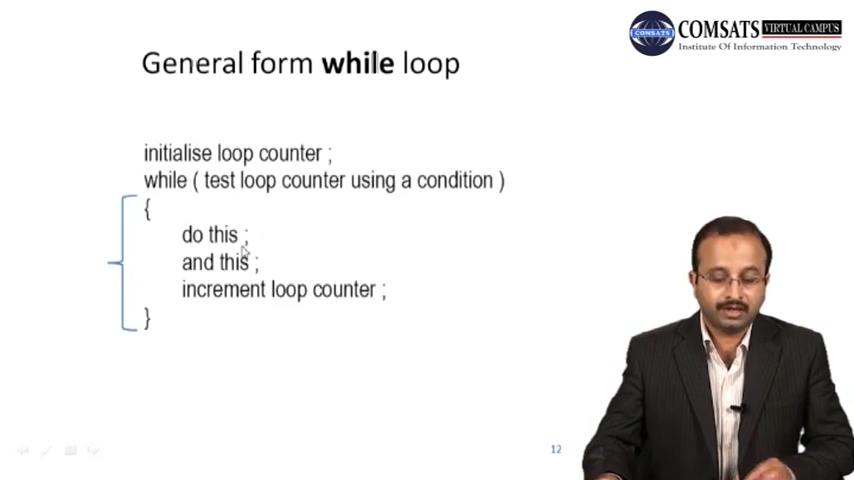 COMSATS VIRTUAL CAMPUS
COMSATS
Institute Of Information Technology
General form while loop
initialise loop counter ;
while ( test loop counter using a condition )
{
do this ;
and this ;
increment loop counter ;
}
12